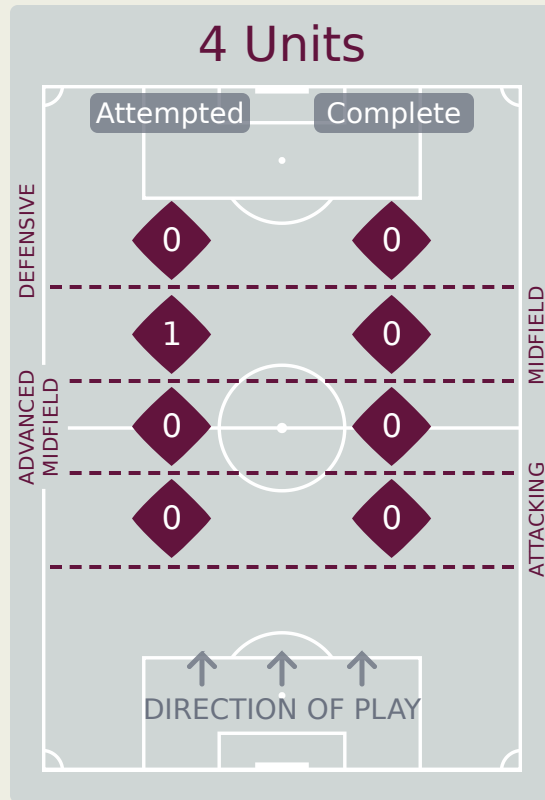 4 Units
Attempted
Complete
DEFENSIVE
0
0
MIDFIELD
1
0
ADVANCED
MIDFIELD
0
0
ATTACKING
0
0
DIRECTION OF PLAY